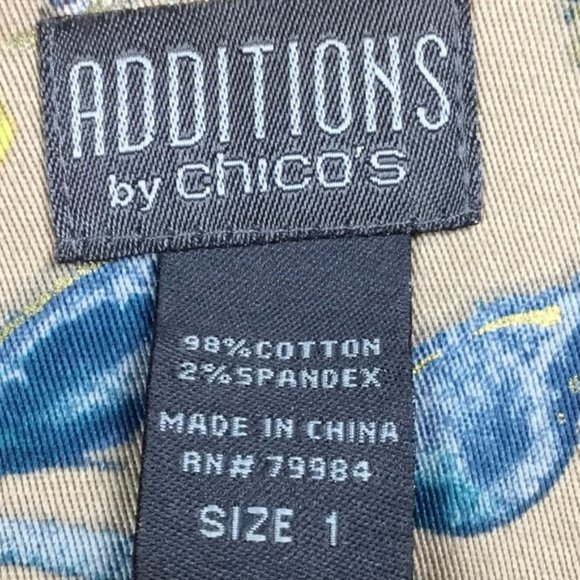 ADDITIONS
by chico's
98% COTTON
2% SPANDEX
MADE IN CHINA
RN# 79984
SIZE 1